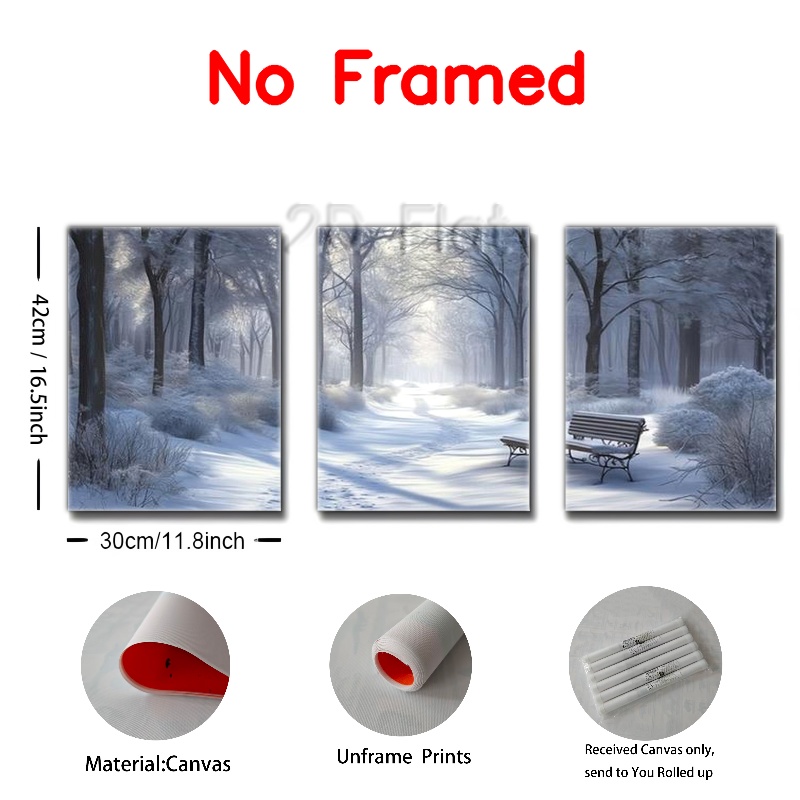 No Framed
2D Flat
42cm / 16.5inch
30cm/11.8inch
Material:Canvas
Unframe Prints
Received Canvas only,
send to You Rolled up